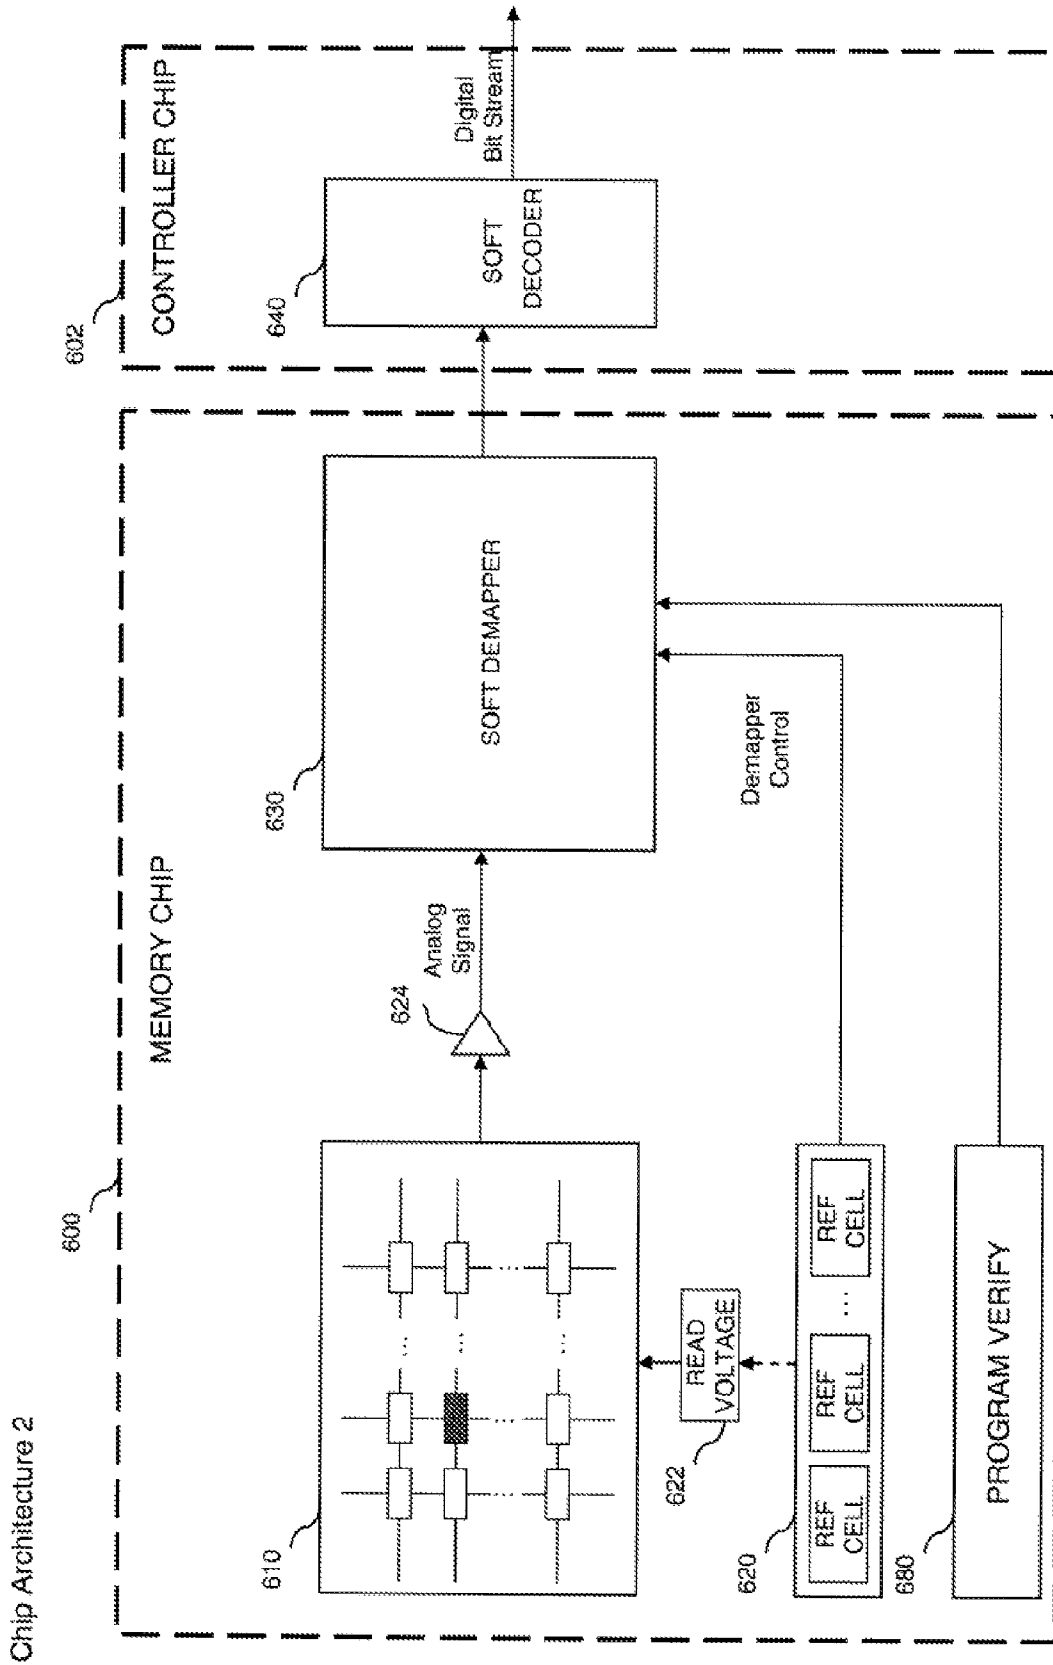 Chip Architecture 2
600
MEMORY CHIP
602
CONTROLLER CHIP
610
624
Analog
Signal
630
SOFT DEMAPPER
640
SOFT
DECODER
Digital
Bit Stream
622
READ
VOLTAGE
Demapper
Control
620
REF
CELL
REF
CELL
...
REF
CELL
680
PROGRAM VERIFY